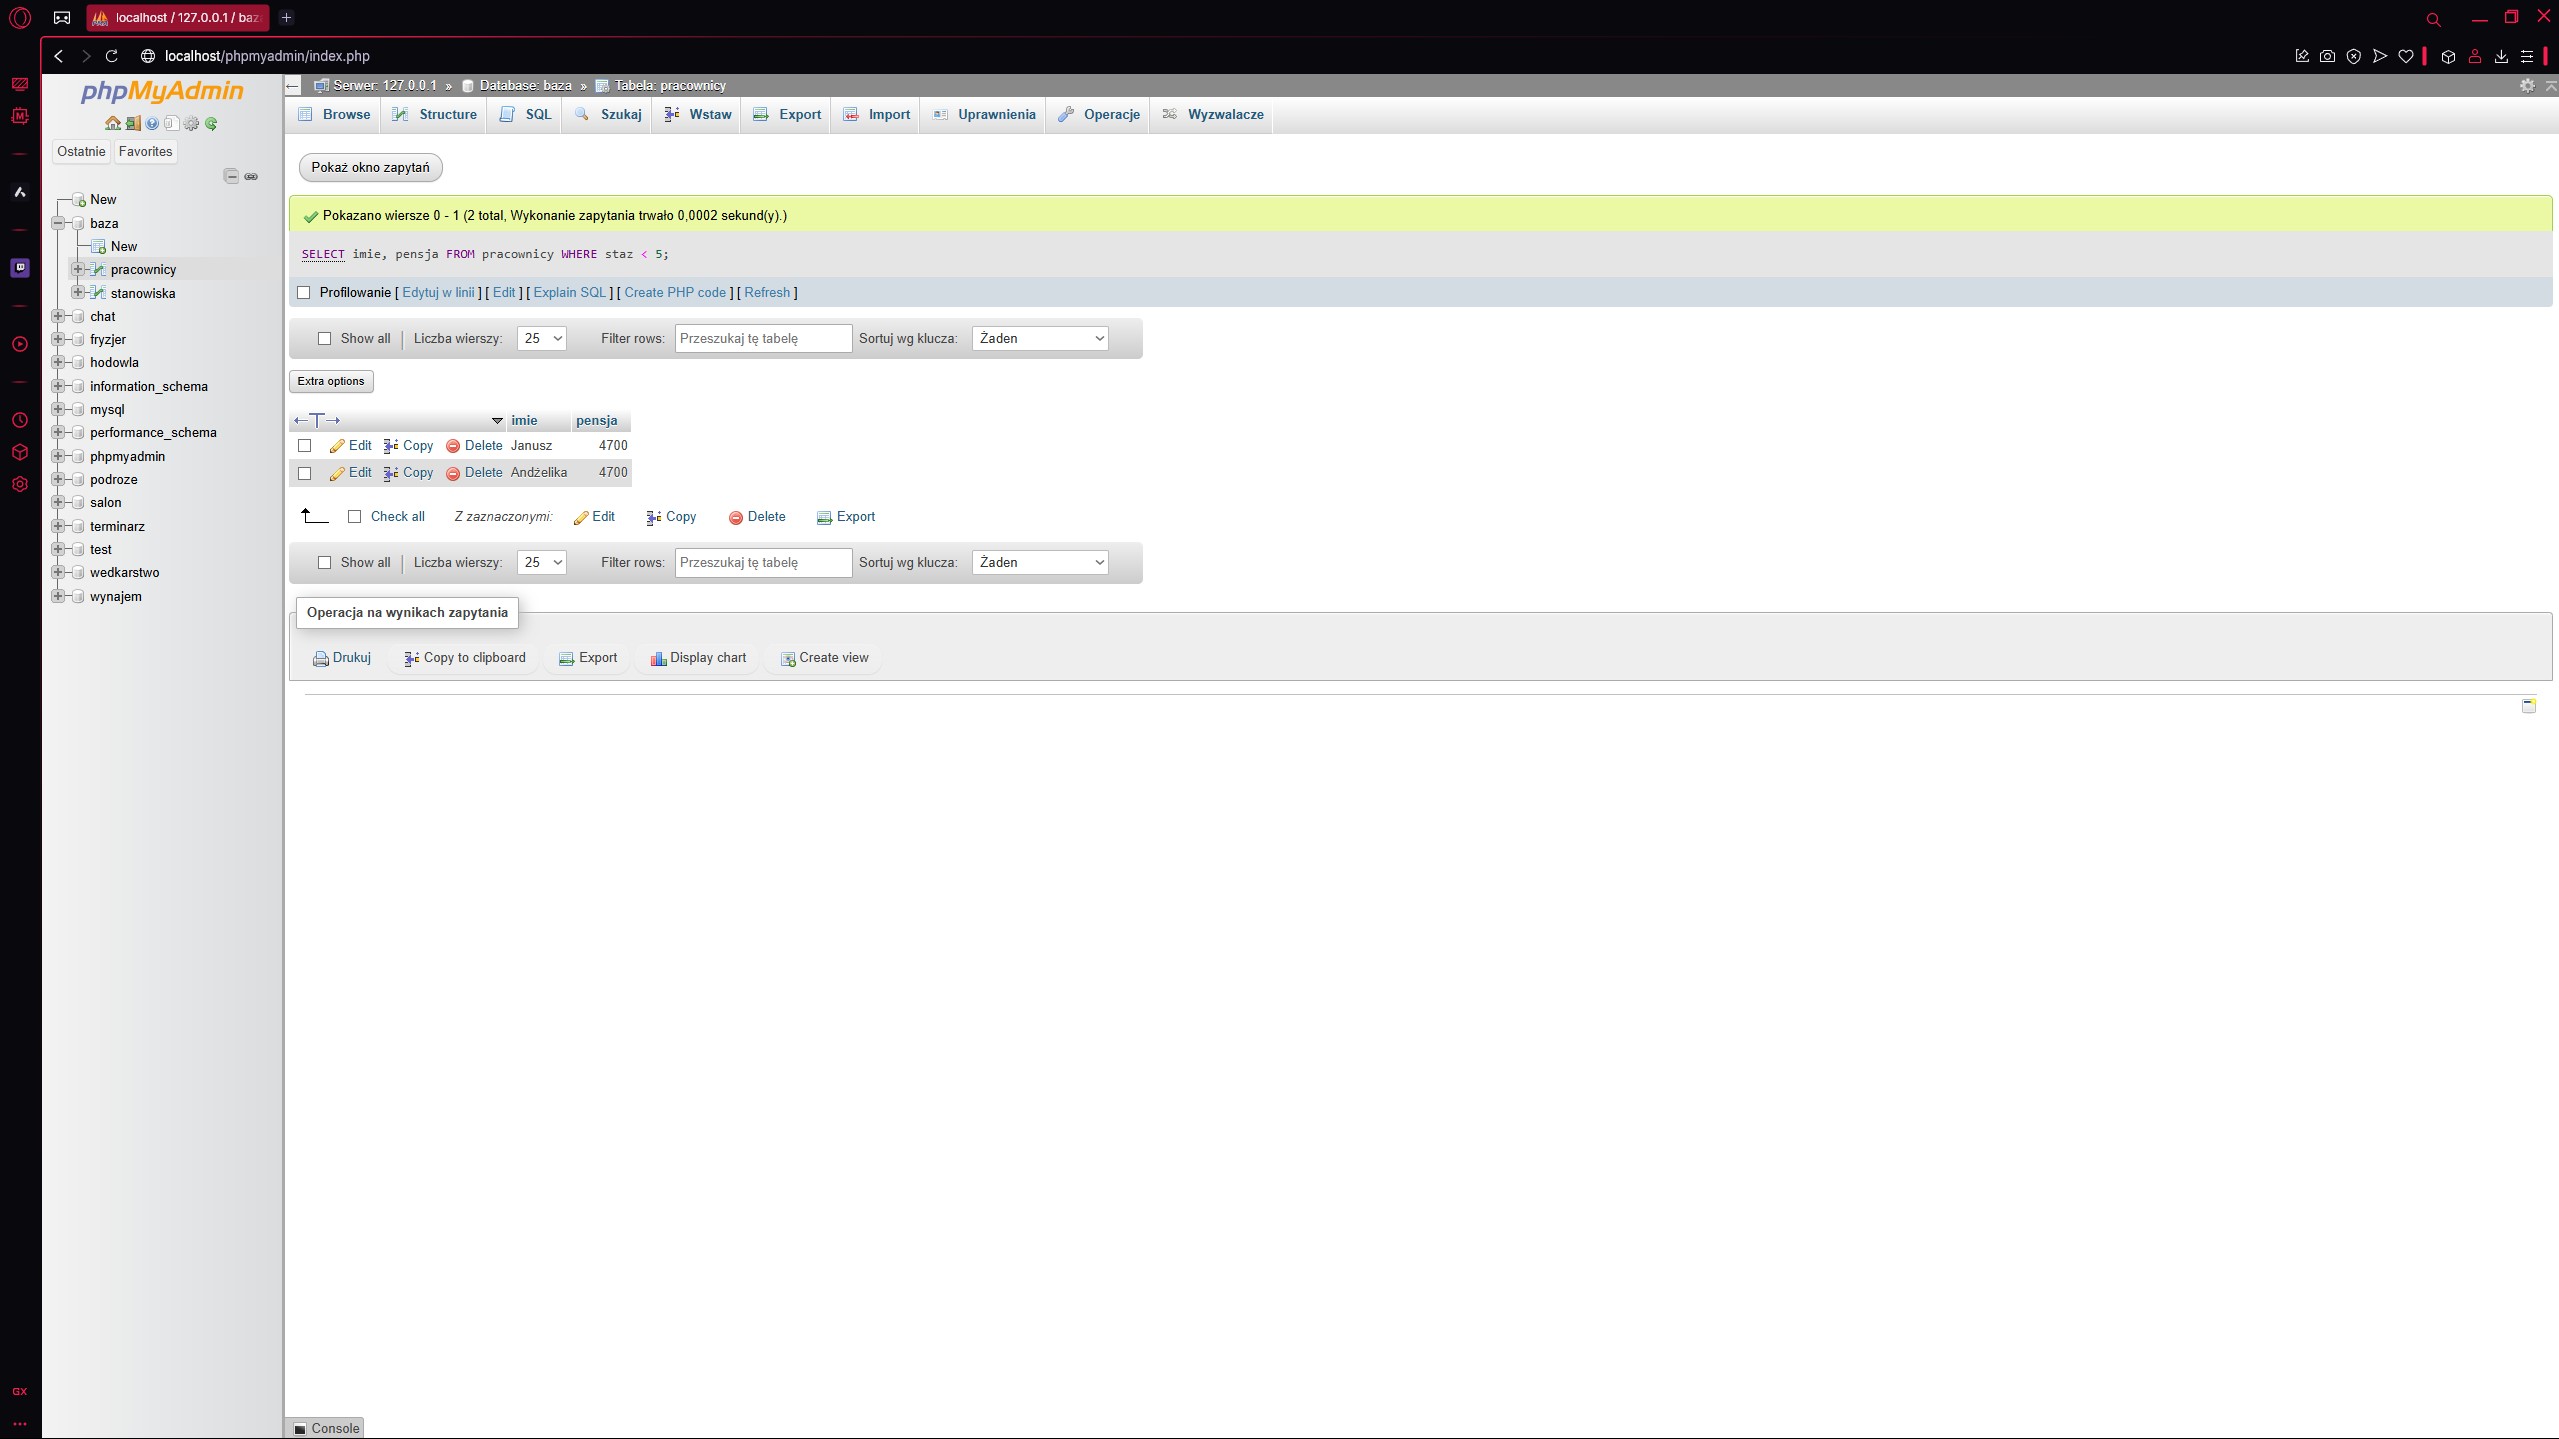 localhost / 127.0.0.1 / baz
localhost/phpmyadmin/index.php
phpMyAdmin
Ostatnie Favorites
New
baza
New
pracownicy
stanowiska
chat
fryzjer
hodowla
information_schema
mysql
performance_schema
phpmyadmin
podroze
salon
terminarz
test
wedkarstwo
wynajem
Serwer: 127.0.0.1 » Database: baza » Tabela: pracownicy
Browse Structure SQL Szukaj Wstaw Export Import Uprawnienia Operacje Wyzwalacze
Pokaż okno zapytań
Pokazano wiersze 0 - 1 (2 total, Wykonanie zapytania trwało 0,0002 sekund(y).)
SELECT imie, pensja FROM pracownicy WHERE staz < 5;
Profilowanie [ Edytuj w linii ] [ Edit ] [ Explain SQL ] [ Create PHP code ] [ Refresh ]
Show all | Liczba wierszy: 25 Filter rows: Przeszukaj tę tabelę Sortuj wg klucza: Żaden
Extra options
←T→ imie pensja
Edit Copy Delete Janusz 4700
Edit Copy Delete Andżelika 4700
Check all Z zaznaczonymi: Edit Copy Delete Export
Show all | Liczba wierszy: 25 Filter rows: Przeszukaj tę tabelę Sortuj wg klucza: Żaden
Operacja na wynikach zapytania
Drukuj Copy to clipboard Export Display chart Create view
GX
Console